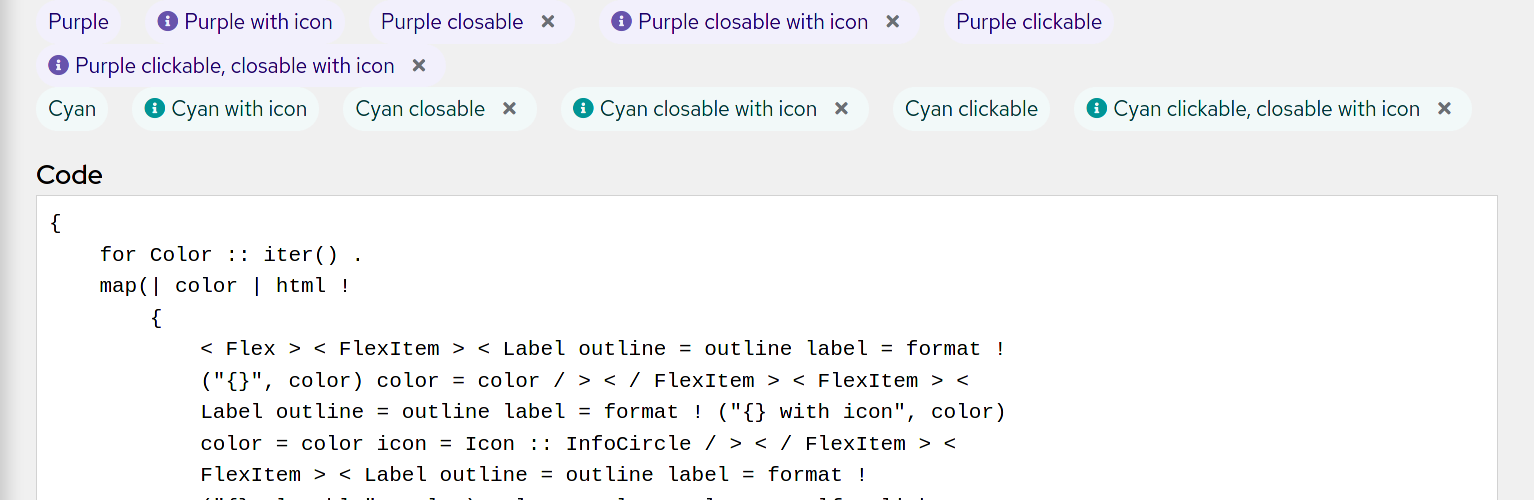 Purple Purple with icon Purple closable × Purple closable with icon × Purple clickable
Purple clickable, closable with icon ×
Cyan Cyan with icon Cyan closable × Cyan closable with icon × Cyan clickable Cyan clickable, closable with icon ×
Code
{
    for Color :: iter() .
    map(| color | html !
        {
            < Flex > < FlexItem > < Label outline = outline label = format !
            ("{}", color) color = color / > < / FlexItem > < FlexItem > <
            Label outline = outline label = format ! ("{} with icon", color)
            color = color icon = Icon :: InfoCircle / > < / FlexItem > <
            FlexItem > < Label outline = outline label = format !